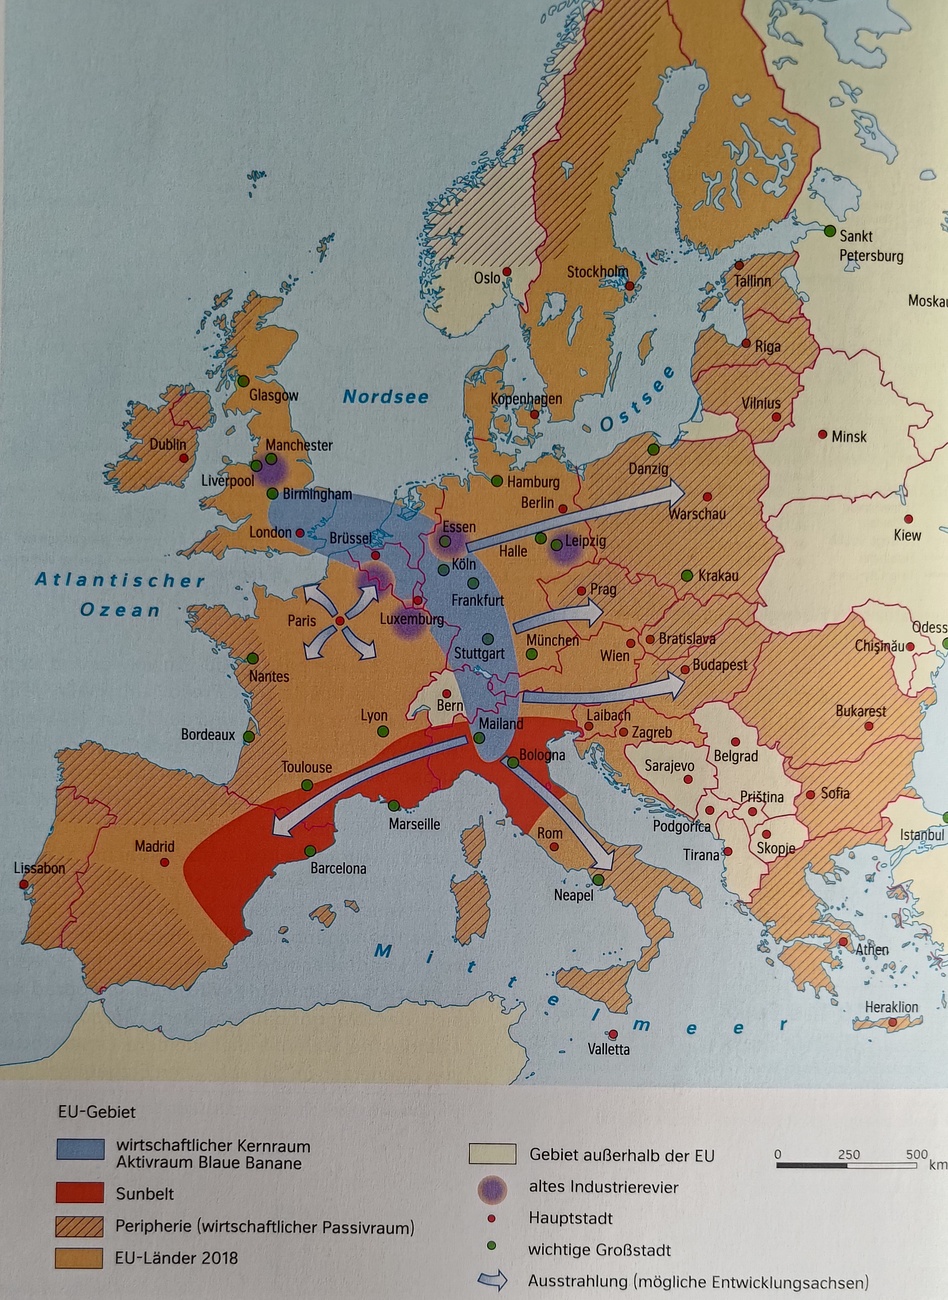 Sankt
Petersburg
Oslo
Stockholm
Tallinn
Riga
Nordsee
Ostsee
Kopenhagen
Glasgow
Vilnius
Minsk
Dublin
Manchester
Liverpool
Danzig
Hamburg
Birmingham
Berlin
Warschau
London
Brüssel
Essen
Halle
Leipzig
Kiew
Köln
Atlantischer
Ozean
Frankfurt
Prag
Krakau
Paris
Luxemburg
Stuttgart
München
Wien
Bratislava
Chişinău
Nantes
Budapest
Bern
Lyon
Mailand
Laibach
Zagreb
Bukarest
Bordeaux
Bologna
Belgrad
Toulouse
Sarajevo
Priština
Sofia
Marseille
Podgorica
Istanbul
Madrid
Rom
Tirana
Skopje
Lissabon
Barcelona
Neapel
Athen
Mittelmeer
Heraklion
Valletta
EU-Gebiet
wirtschaftlicher Kernraum
Aktivraum Blaue Banane
Sunbelt
Peripherie (wirtschaftlicher Passivraum)
EU-Länder 2018
Gebiet außerhalb der EU
altes Industrierevier
Hauptstadt
wichtige Großstadt
Ausstrahlung (mögliche Entwicklungsachsen)
0 250 500
km